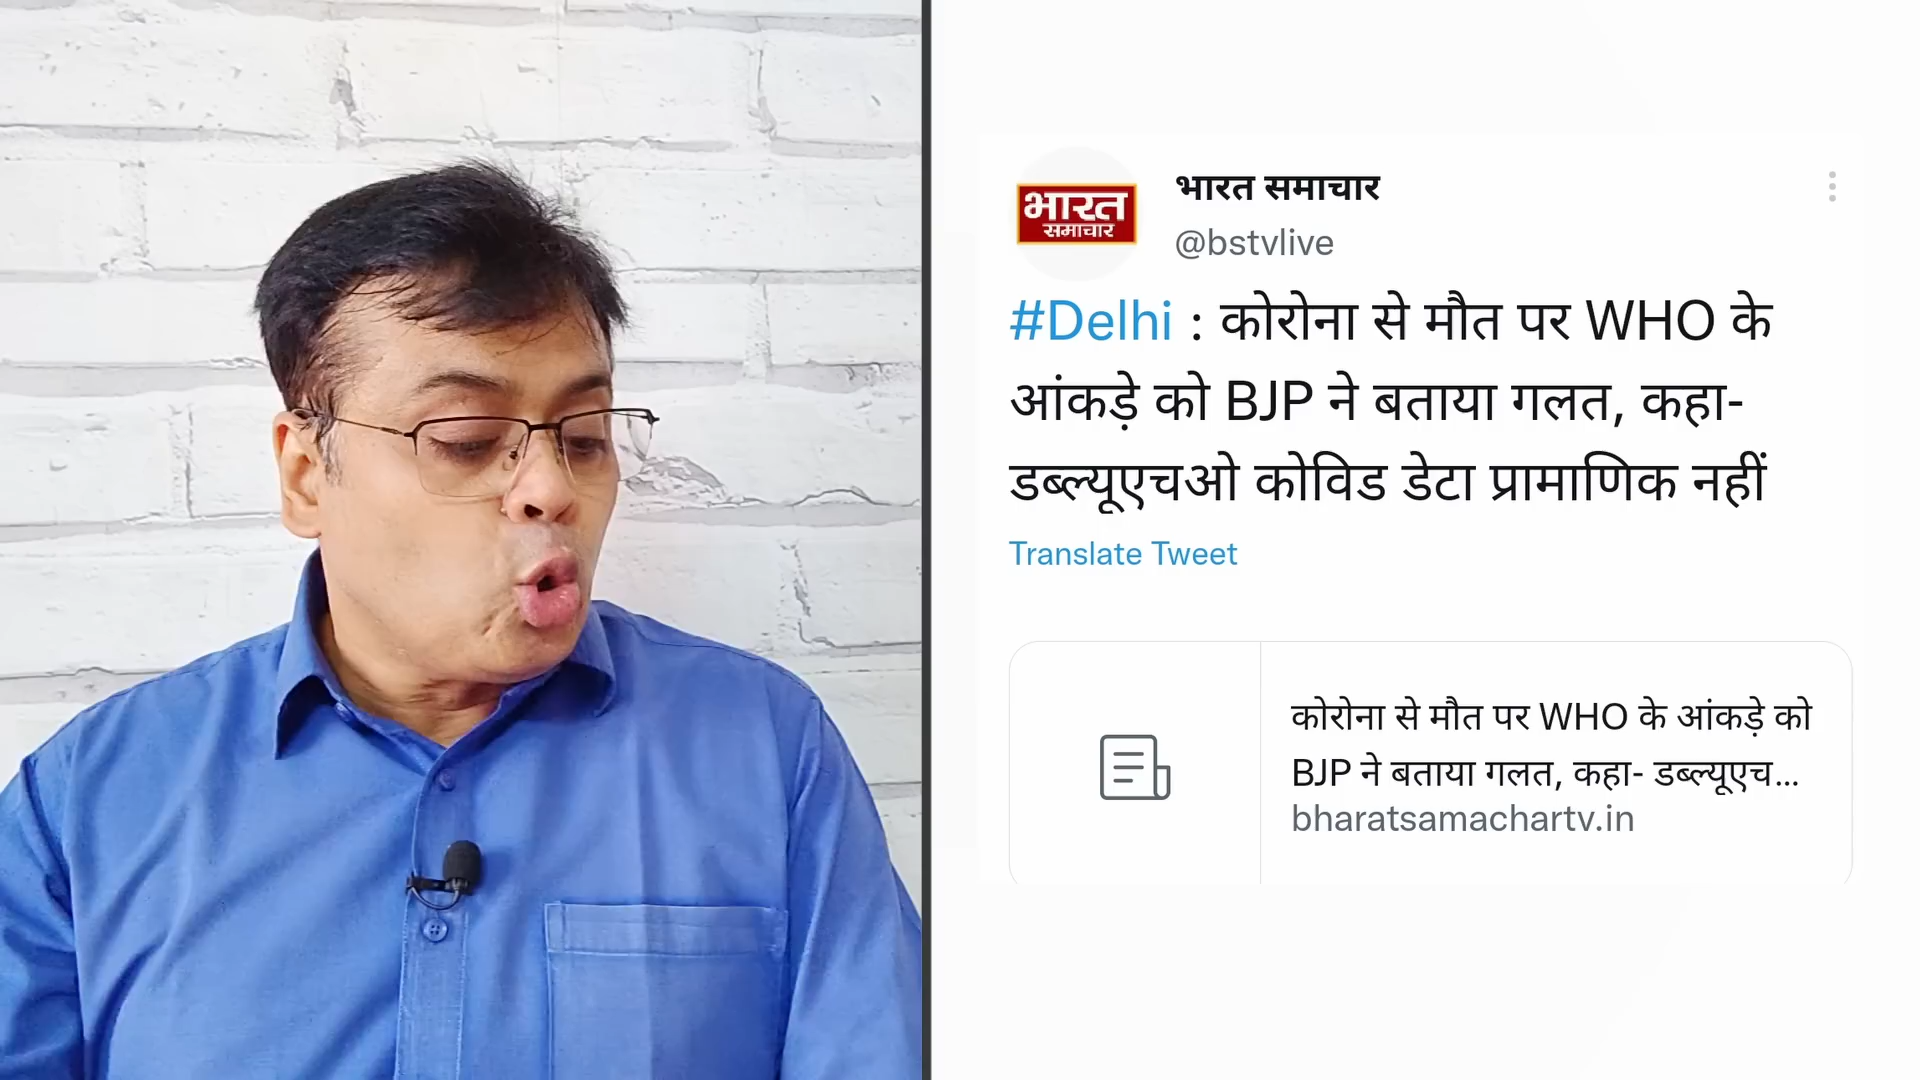 भारत
समाचार
भारत समाचार
@bstvlive
#Delhi : कोरोना से मौत पर WHO के
आंकड़े को BJP ने बताया गलत, कहा-
डब्ल्यूएचओ कोविड डेटा प्रामाणिक नहीं
Translate Tweet
कोरोना से मौत पर WHO के आंकड़े को
BJP ने बताया गलत, कहा- डब्ल्यूएच...
bharatsamachartv.in